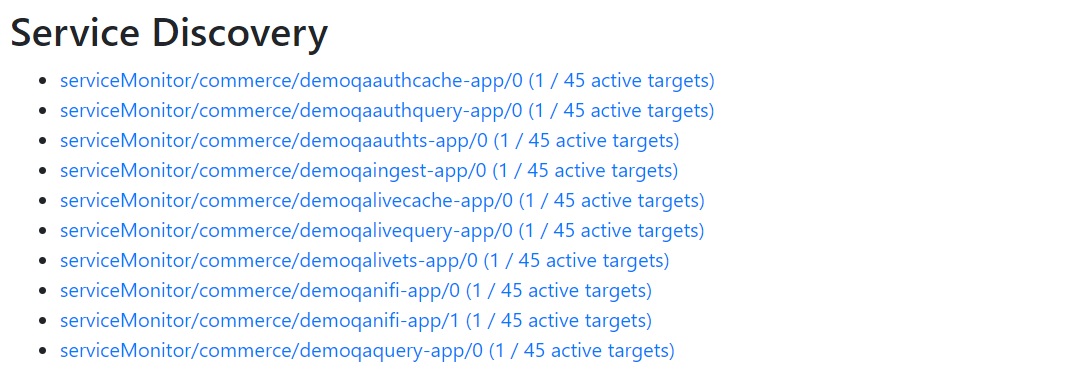 Service Discovery
serviceMonitor/commerce/demoqaauthcache-app/0 (1 / 45 active targets)
serviceMonitor/commerce/demoqaauthquery-app/0 (1 / 45 active targets)
serviceMonitor/commerce/demoqaauthts-app/0 (1 / 45 active targets)
serviceMonitor/commerce/demoqaingest-app/0 (1 / 45 active targets)
serviceMonitor/commerce/demoqalivecache-app/0 (1 / 45 active targets)
serviceMonitor/commerce/demoqalivequery-app/0 (1 / 45 active targets)
serviceMonitor/commerce/demoqalivets-app/0 (1 / 45 active targets)
serviceMonitor/commerce/demoqanifi-app/0 (1 / 45 active targets)
serviceMonitor/commerce/demoqanifi-app/1 (1 / 45 active targets)
serviceMonitor/commerce/demoqaquery-app/0 (1 / 45 active targets)